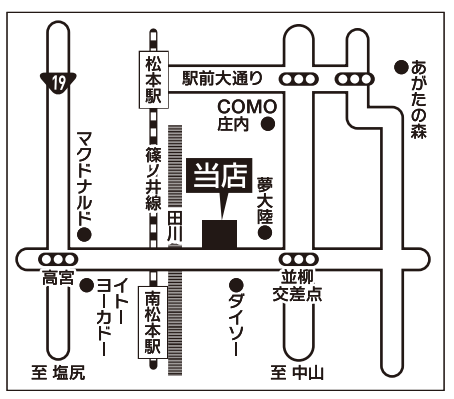 19
松本駅
駅前大通り
あがたの森
COMO
庄内
マクドナルド
篠ノ井線
当店
夢大陸
田川
高宮
イトー
ヨーカドー
南松本駅
ダイソー
並柳
交差点
至 塩尻
至 中山